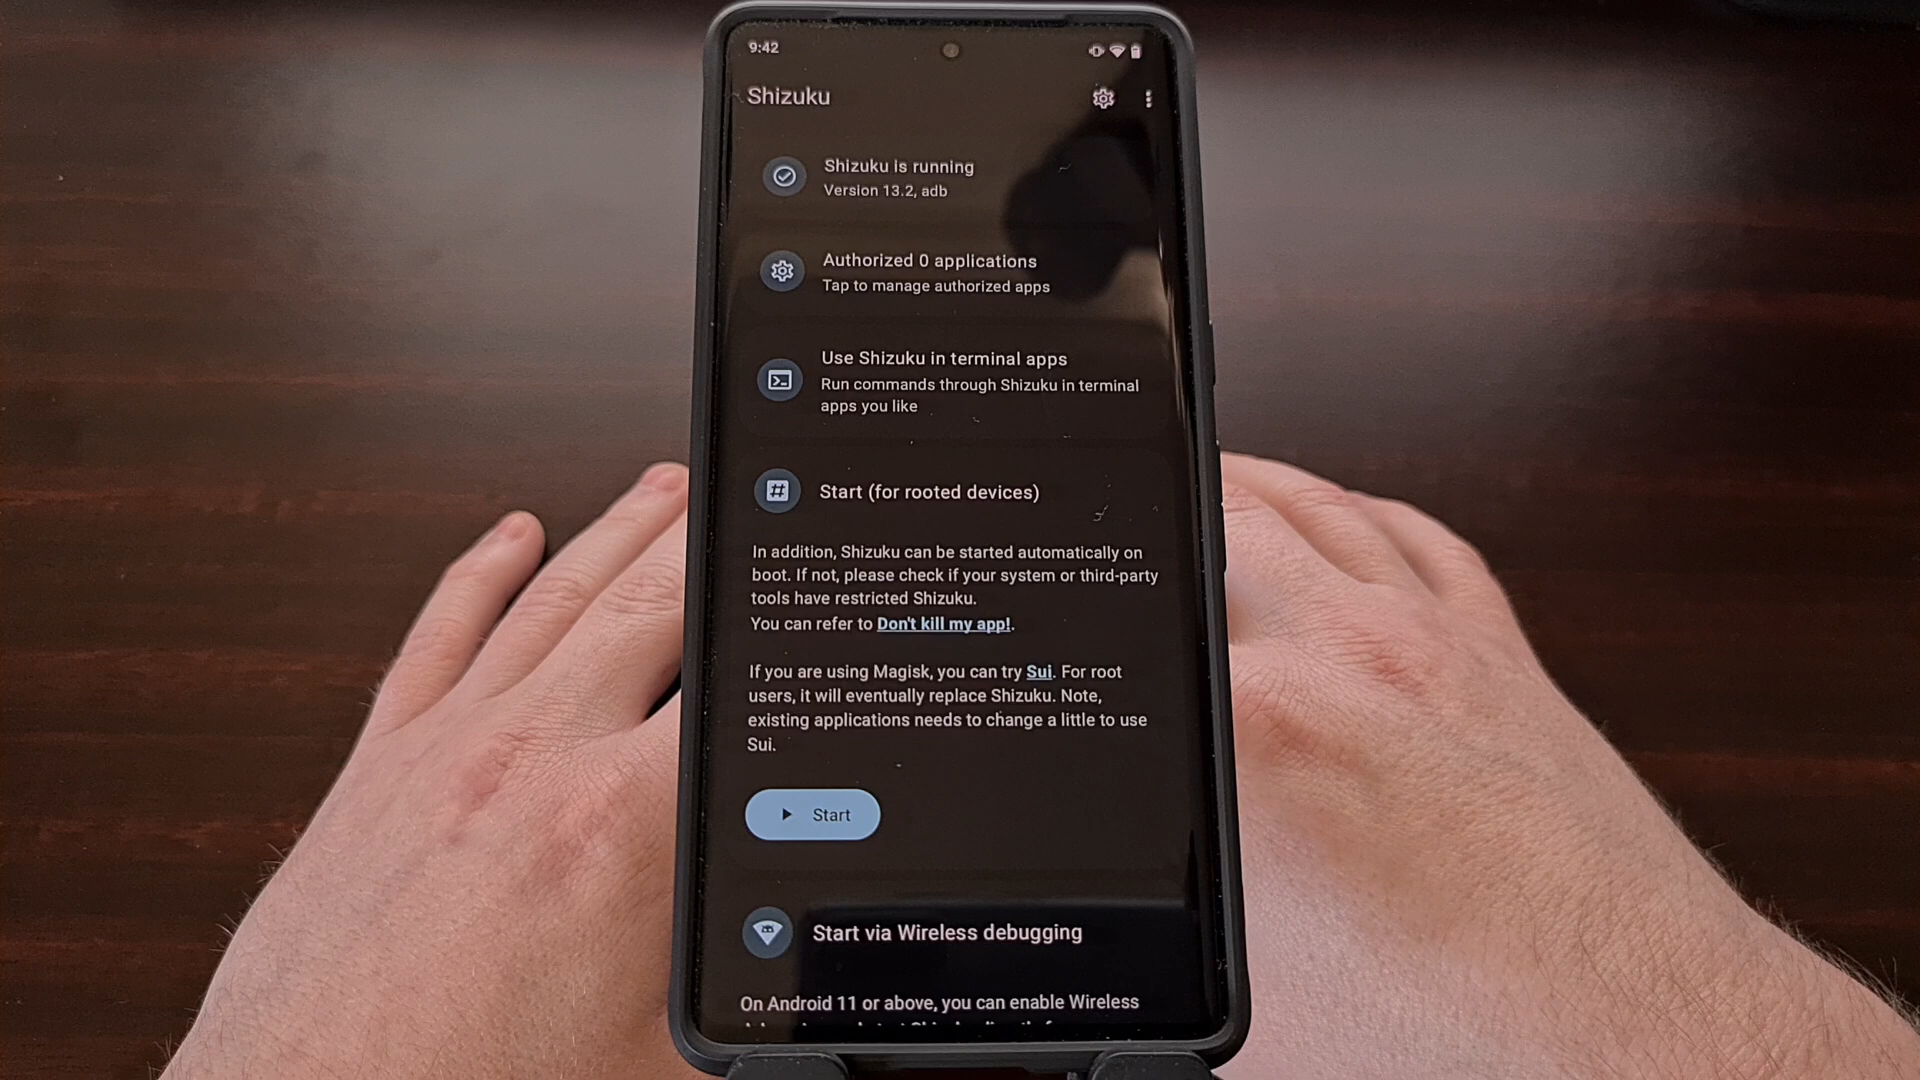 9:42
Shizuku
Shizuku is running
Version 13.2, adb
Authorized 0 applications
Tap to manage authorized apps
Use Shizuku in terminal apps
Run commands through Shizuku in terminal
apps you like
Start (for rooted devices)
In addition, Shizuku can be started automatically on
boot. If not, please check if your system or third-party
tools have restricted Shizuku.
You can refer to Don't kill my app!.
If you are using Magisk, you can try Sui. For root
users, it will eventually replace Shizuku. Note,
existing applications needs to change a little to use
Sui.
Start
Start via Wireless debugging
On Android 11 or above, you can enable Wireless